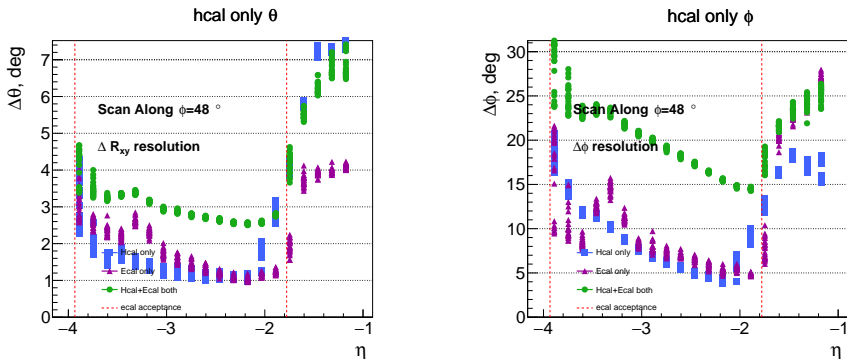 hcal only θ
Δθ, deg
7
6
5
4
3
2
1
0
Scan Along ϕ=48 °
Δ R_xy resolution
Hcal only
Ecal only
Hcal+Ecal both
ecal acceptance
−4 −3 −2 −1
η
hcal only ϕ
Δϕ, deg
30
25
20
15
10
5
0
Scan Along ϕ=48 °
Δϕ resolution
Hcal only
Ecal only
Hcal+Ecal both
ecal acceptance
−4 −3 −2 −1
η